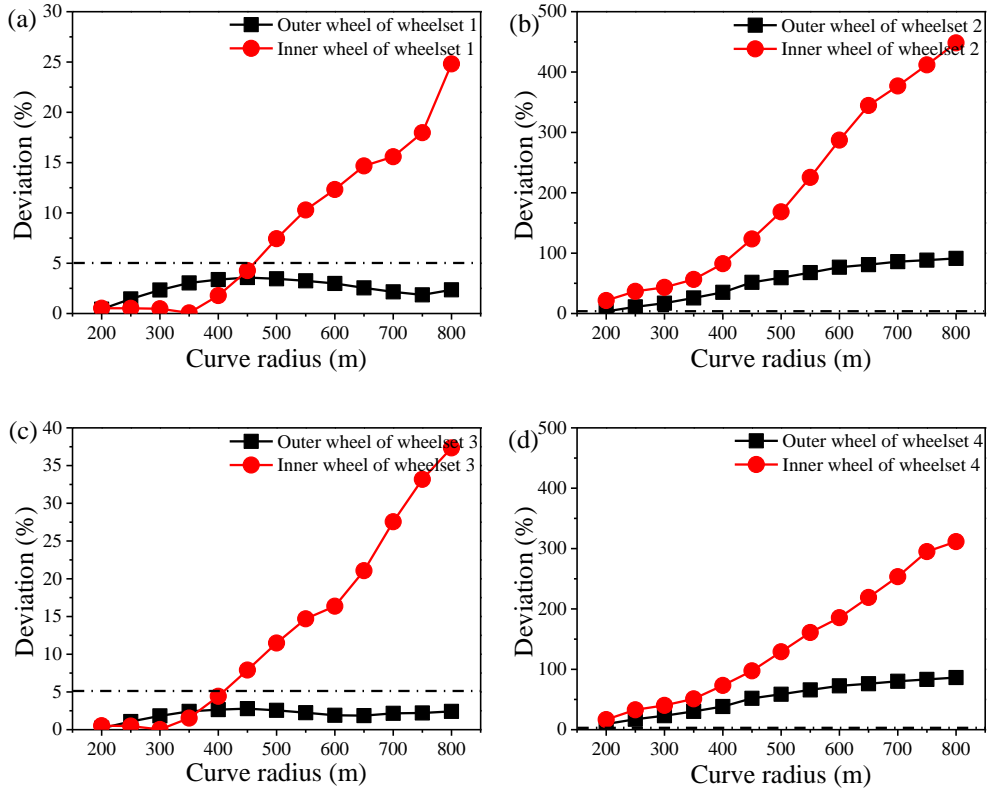 (a)
Outer wheel of wheelset 1
Inner wheel of wheelset 1
30
25
20
15
10
5
0
Deviation (%)
200 300 400 500 600 700 800
Curve radius (m)
(b)
Outer wheel of wheelset 2
Inner wheel of wheelset 2
500
400
300
200
100
0
Deviation (%)
200 300 400 500 600 700 800
Curve radius (m)
(c)
Outer wheel of wheelset 3
Inner wheel of wheelset 3
40
35
30
25
20
15
10
5
0
Deviation (%)
200 300 400 500 600 700 800
Curve radius (m)
(d)
Outer wheel of wheelset 4
Inner wheel of wheelset 4
500
400
300
200
100
0
Deviation (%)
200 300 400 500 600 700 800
Curve radius (m)